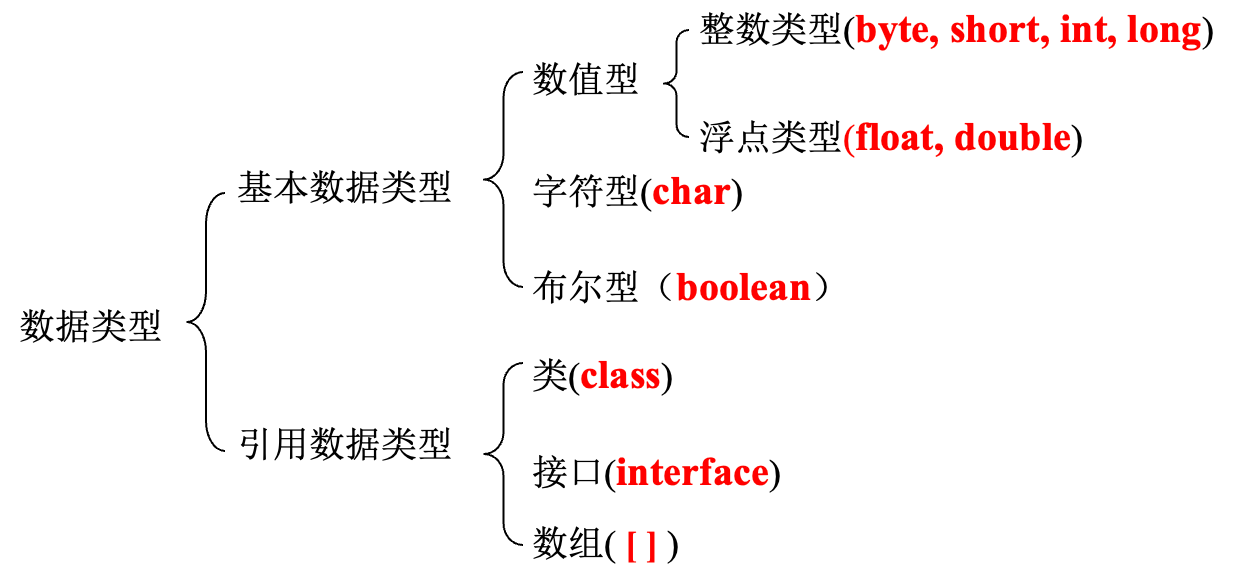 整数类型(byte, short, int, long)
数值型
浮点类型(float, double)
基本数据类型
字符型(char)
布尔型（boolean）
数据类型
类(class)
引用数据类型
接口(interface)
数组( [ ] )